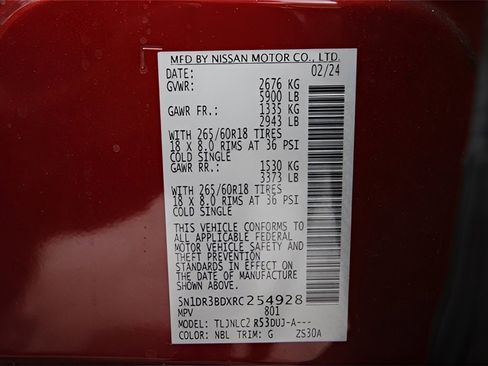 MFD BY NISSAN MOTOR CO., LTD.
DATE: 02/24
GVWR: 2676 KG
5900 LB
GAWR FR.: 1335 KG
2943 LB
WITH 265/60R18 TIRES
18 X 8.0 RIMS AT 36 PSI
COLD SINGLE
GAWR RR.: 1530 KG
3373 LB
WITH 265/60R18 TIRES
18 X 8.0 RIMS AT 36 PSI
COLD SINGLE
THIS VEHICLE CONFORMS TO
ALL APPLICABLE FEDERAL
MOTOR VEHICLE SAFETY AND
THEFT PREVENTION
STANDARDS IN EFFECT ON
THE DATE OF MANUFACTURE
SHOWN ABOVE.
5N1DR3BDXRC254928
MPV 801
MODEL: TLJNLC2 R53DUJ-A---
COLOR: NBL TRIM: G ZS30A